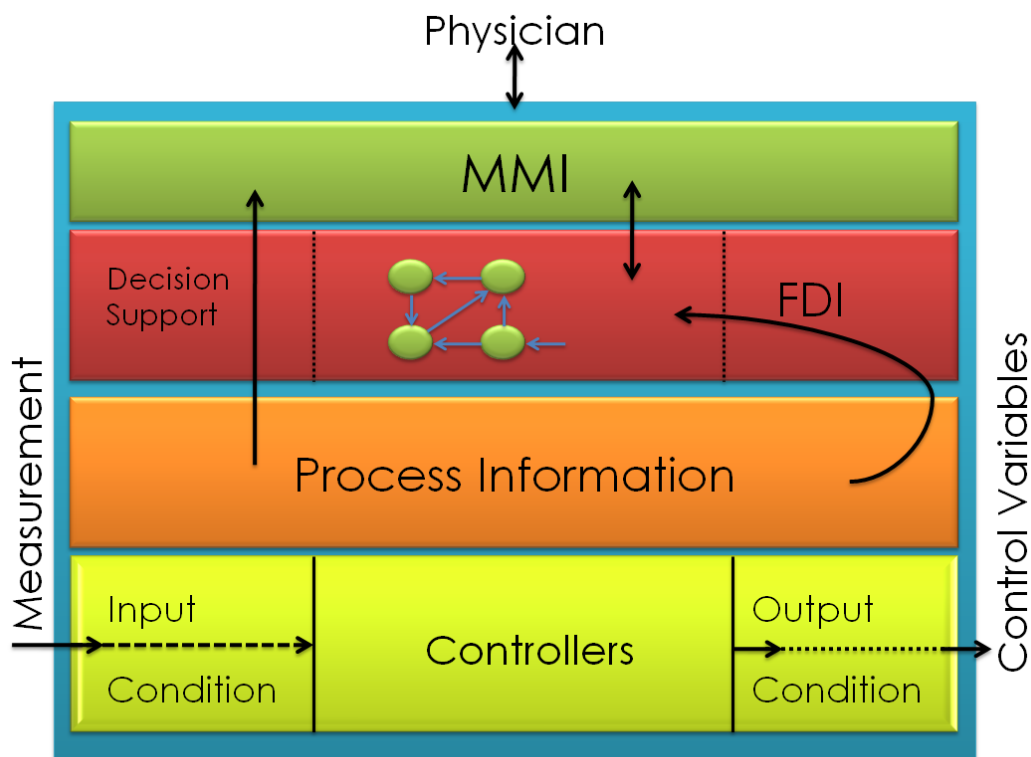 Physician
MMI
Decision
Support
FDI
Process Information
Measurement
Control Variables
Input
Condition
Controllers
Output
Condition